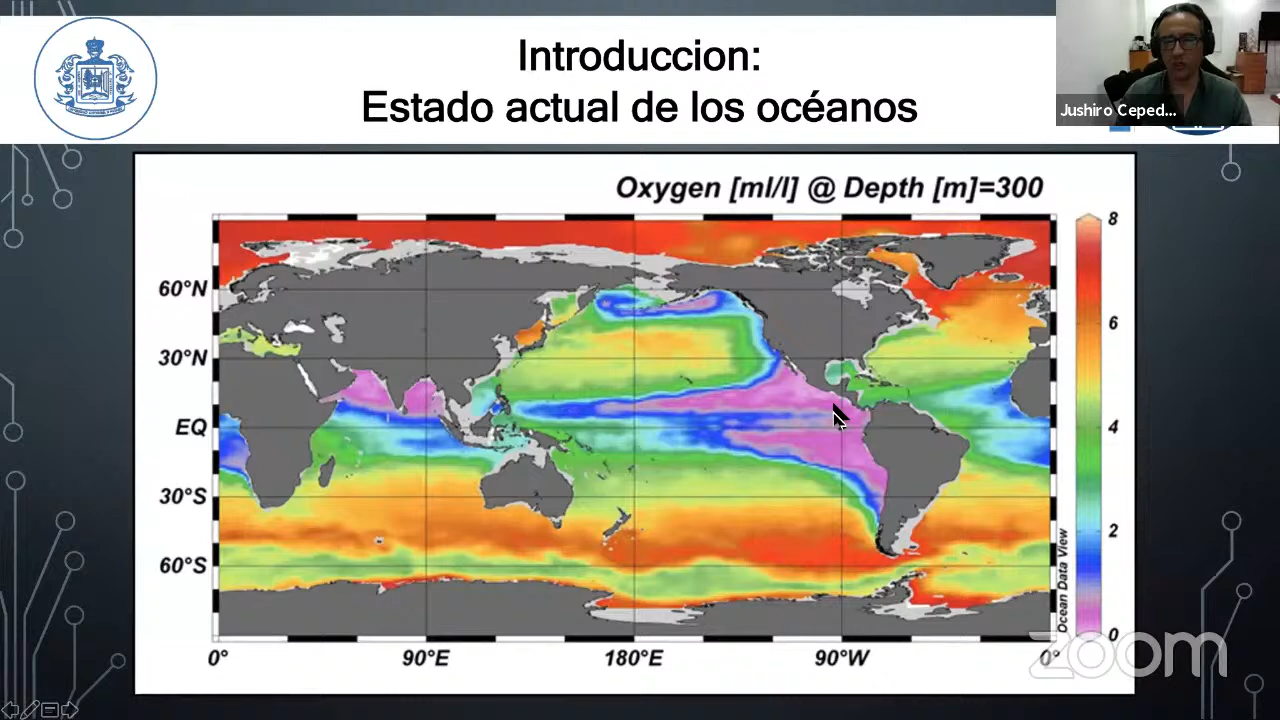 Introduccion:
Estado actual de los océanos
Jushiro Ceped...
Oxygen [ml/l] @ Depth [m]=300
60°N
30°N
EQ
30°S
60°S
0°
90°E
180°E
90°W
0°
8
6
4
2
0
Ocean Data View
zoom